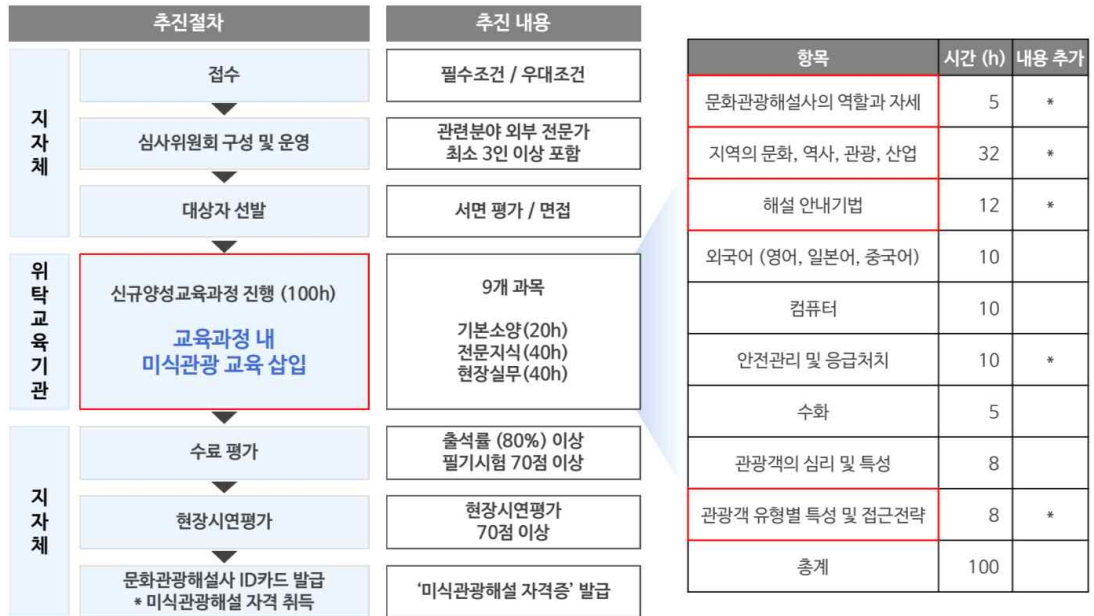 추진절차
추진 내용
지자체
접수
필수조건 / 우대조건
심사위원회 구성 및 운영
관련분야 외부 전문가
최소 3인 이상 포함
대상자 선발
서면 평가 / 면접
위탁교육기관
신규양성교육과정 진행 (100h)
교육과정 내
미식관광 교육 삽입
9개 과목
기본소양(20h)
전문지식(40h)
현장실무(40h)
지자체
수료 평가
출석률 (80%) 이상
필기시험 70점 이상
현장시연평가
현장시연평가
70점 이상
문화관광해설사 ID카드 발급
* 미식관광해설 자격 취득
‘미식관광해설 자격증’ 발급
항목 시간 (h) 내용 추가
문화관광해설사의 역할과 자세 5 *
지역의 문화, 역사, 관광, 산업 32 *
해설 안내기법 12 *
외국어 (영어, 일본어, 중국어) 10
컴퓨터 10
안전관리 및 응급처치 10 *
수화 5
관광객의 심리 및 특성 8
관광객 유형별 특성 및 접근전략 8 *
총계 100